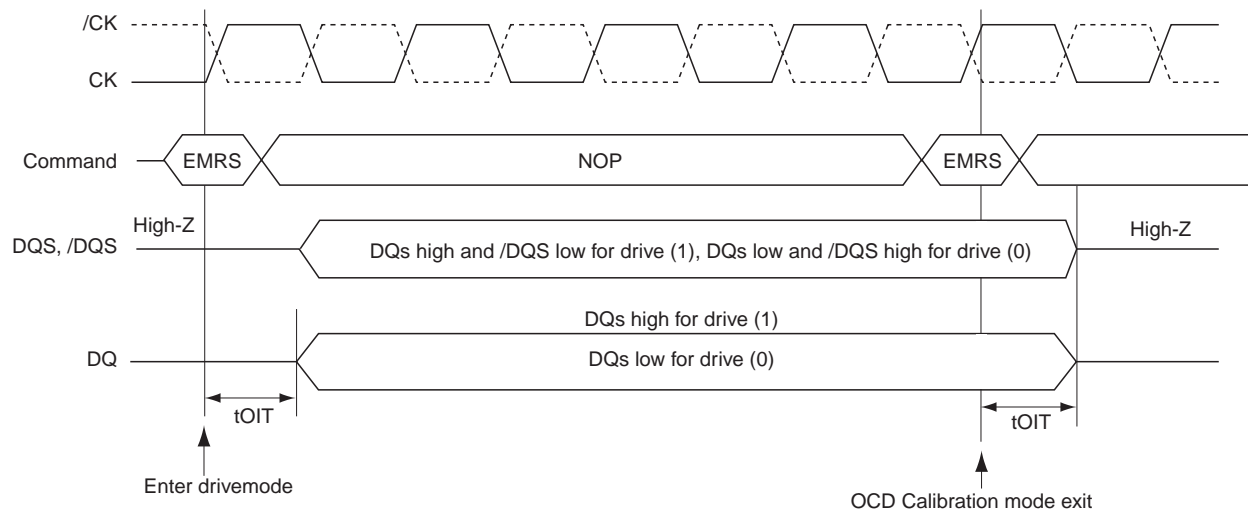 /CK
CK
Command
EMRS
NOP
EMRS
High-Z
High-Z
DQS, /DQS
DQs high and /DQS low for drive (1), DQs low and /DQS high for drive (0)
DQs high for drive (1)
DQ
DQs low for drive (0)
tOIT
tOIT
Enter drivemode
OCD Calibration mode exit